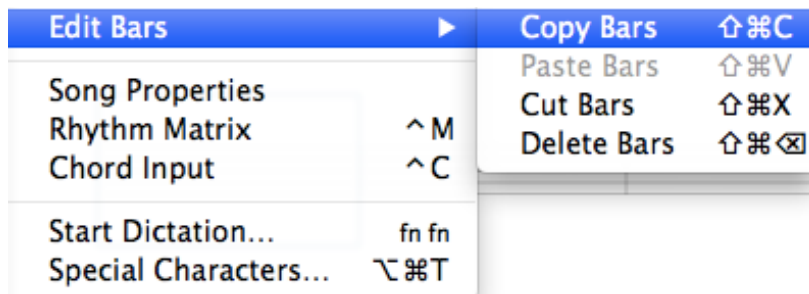 Edit Bars ▶
Song Properties
Rhythm Matrix ^M
Chord Input ^C
Start Dictation... fn fn
Special Characters... ⌥⌘T
Copy Bars ⇧⌘C
Paste Bars ⇧⌘V
Cut Bars ⇧⌘X
Delete Bars ⇧⌘⌫